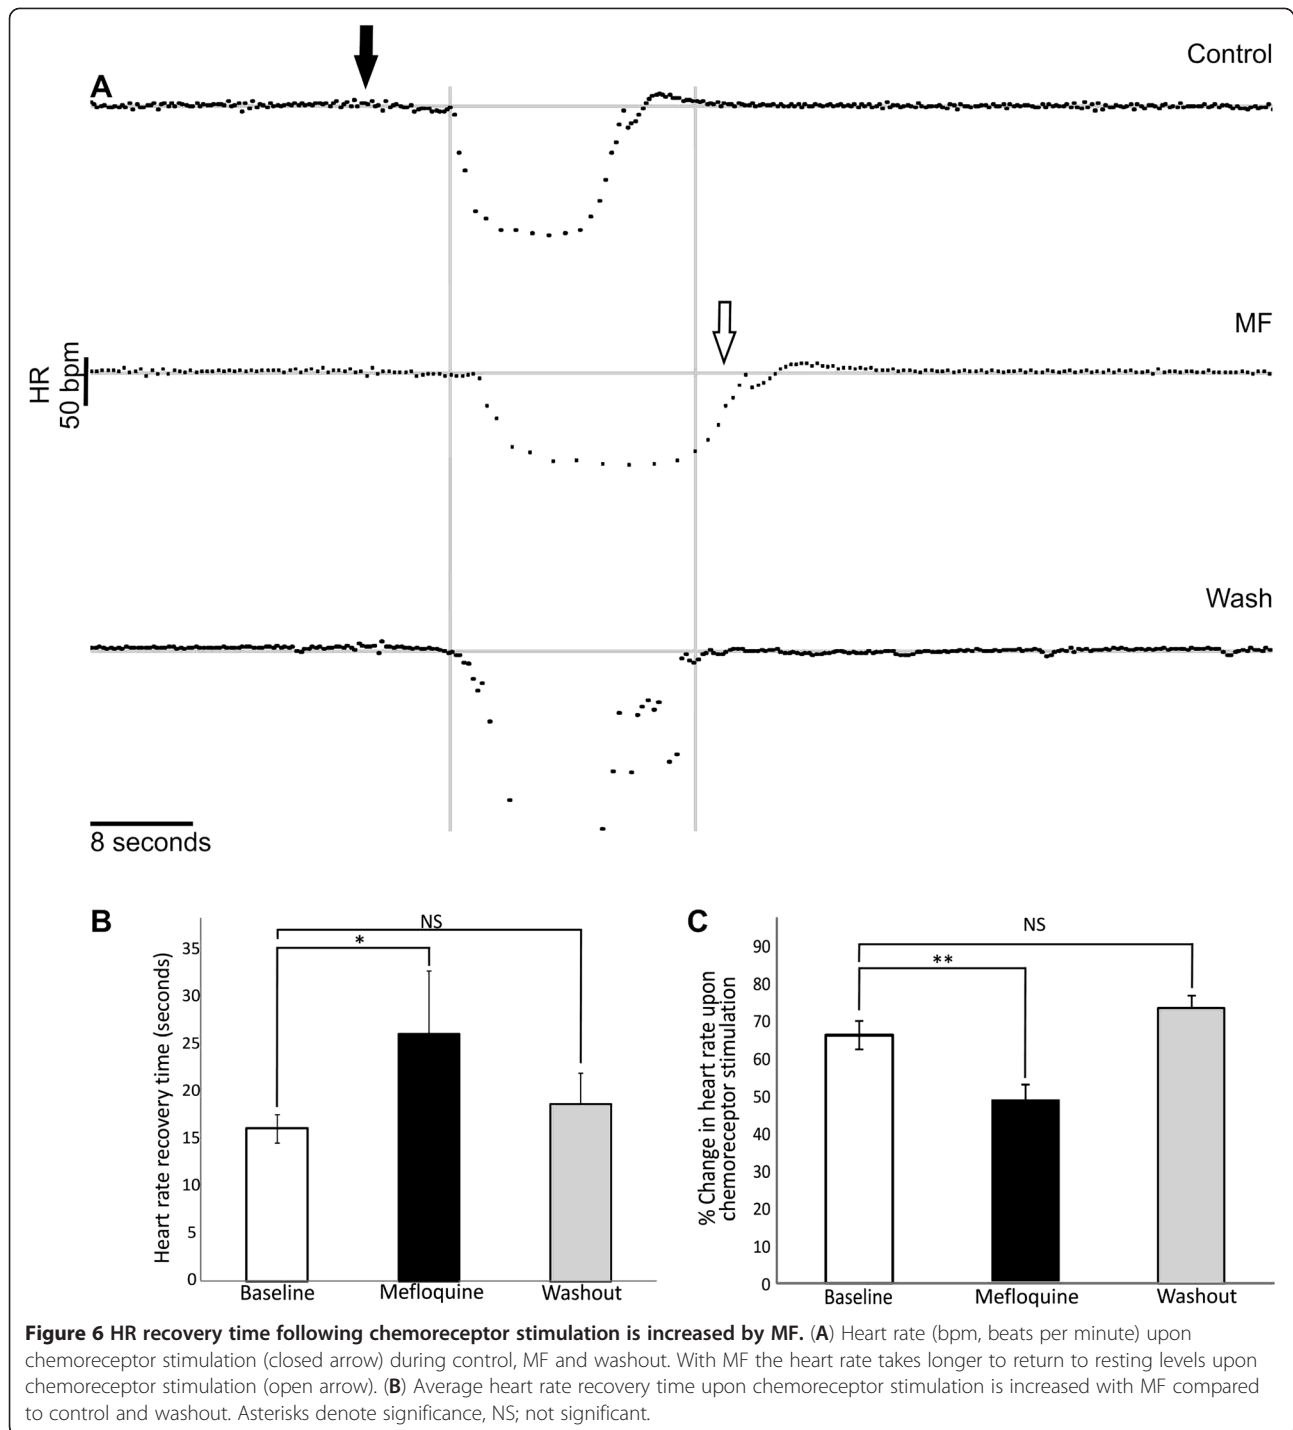 Control
A
MF
HR
50 bpm
Wash
8 seconds
B
NS
*
Heart rate recovery time (seconds)
35
30
25
20
15
10
5
0
Baseline
Mefloquine
Washout
C
NS
**
% Change in heart rate upon
chemoreceptor stimulation
90
80
70
60
50
40
30
20
10
0
Baseline
Mefloquine
Washout
Figure 6 HR recovery time following chemoreceptor stimulation is increased by MF. (A) Heart rate (bpm, beats per minute) upon
chemoreceptor stimulation (closed arrow) during control, MF and washout. With MF the heart rate takes longer to return to resting levels upon
chemoreceptor stimulation (open arrow). (B) Average heart rate recovery time upon chemoreceptor stimulation is increased with MF compared
to control and washout. Asterisks denote significance, NS; not significant.